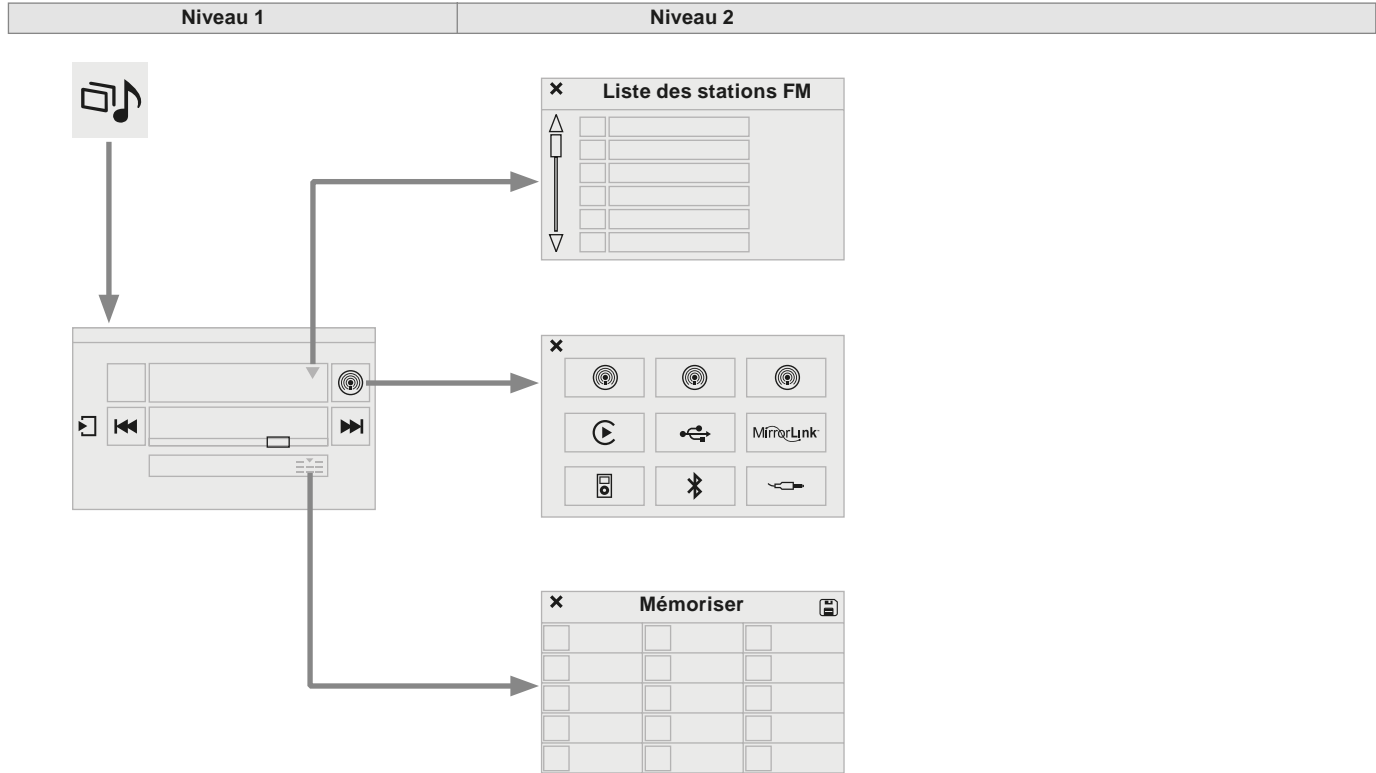 Niveau 1
Niveau 2
Liste des stations FM
MirrorLink
Mémoriser